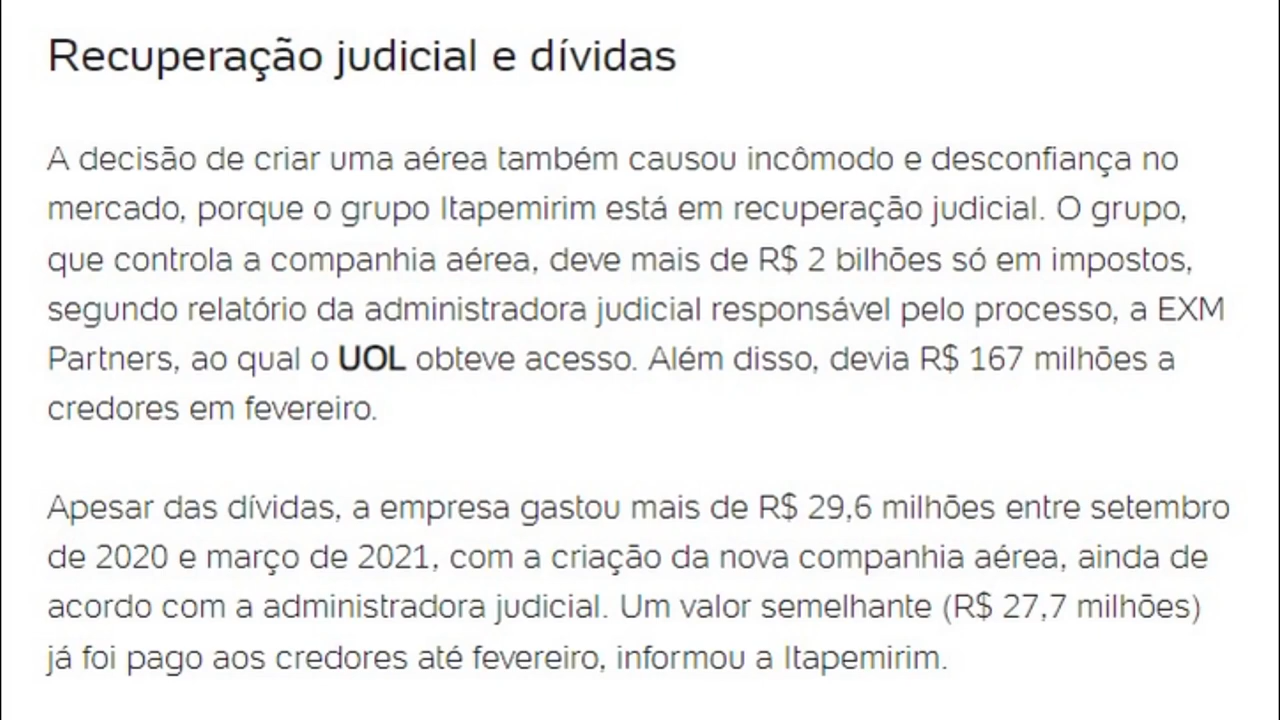 Recuperação judicial e dívidas
A decisão de criar uma aérea também causou incômodo e desconfiança no
mercado, porque o grupo Itapemirim está em recuperação judicial. O grupo,
que controla a companhia aérea, deve mais de R$ 2 bilhões só em impostos,
segundo relatório da administradora judicial responsável pelo processo, a EXM
Partners, ao qual o UOL obteve acesso. Além disso, devia R$ 167 milhões a
credores em fevereiro.
Apesar das dívidas, a empresa gastou mais de R$ 29,6 milhões entre setembro
de 2020 e março de 2021, com a criação da nova companhia aérea, ainda de
acordo com a administradora judicial. Um valor semelhante (R$ 27,7 milhões)
já foi pago aos credores até fevereiro, informou a Itapemirim.